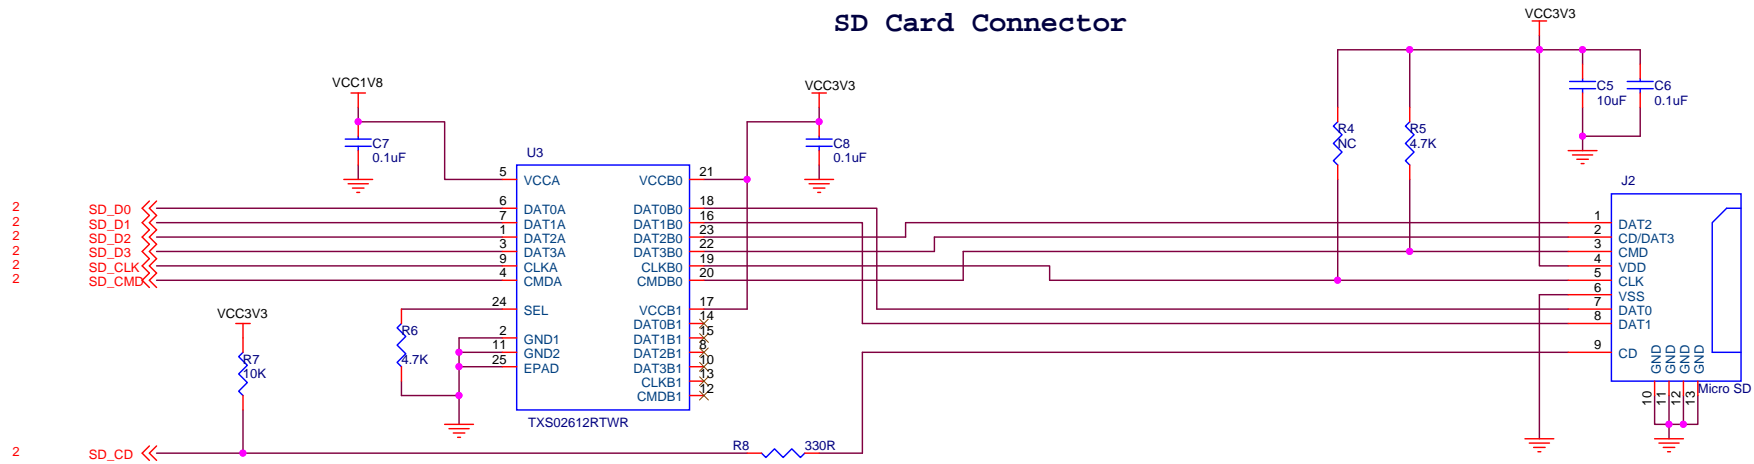 SD Card Connector
VCC3V3
VCC1V8
VCC3V3
C7
0.1uF
C8
0.1uF
C5
10uF
C6
0.1uF
R4
NC
R5
4.7K
U3
5 VCCA VCCB0 21
2 SD_D0 6 DAT0A DAT0B0 18
2 SD_D1 7 DAT1A DAT1B0 16
2 SD_D2 1 DAT2A DAT2B0 23
2 SD_D3 3 DAT3A DAT3B0 22
2 SD_CLK 9 CLKA CLKB0 19
2 SD_CMD 4 CMDA CMDB0 20
24 SEL VCCB1 17
DAT0B1 14
2 GND1 DAT1B1 15
11 GND2 DAT2B1 8
25 EPAD DAT3B1 10
CLKB1 13
CMDB1 12
TXS02612RTWR
R6
4.7K
VCC3V3
R7
10K
2 SD_CD
R8 330R
J2
1 DAT2
2 CD/DAT3
3 CMD
4 VDD
5 CLK
6 VSS
7 DAT0
8 DAT1
9 CD
GND GND GND GND
10 11 12 13
Micro SD